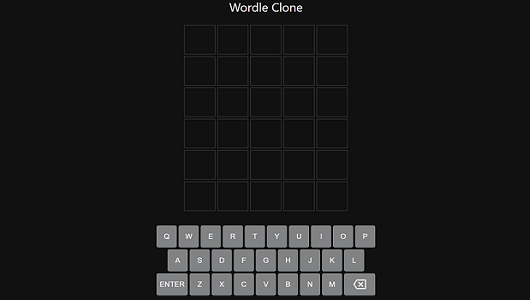 Wordle Clone
Q W E R T Y U I O P
A S D F G H J K L
ENTER Z X C V B N M